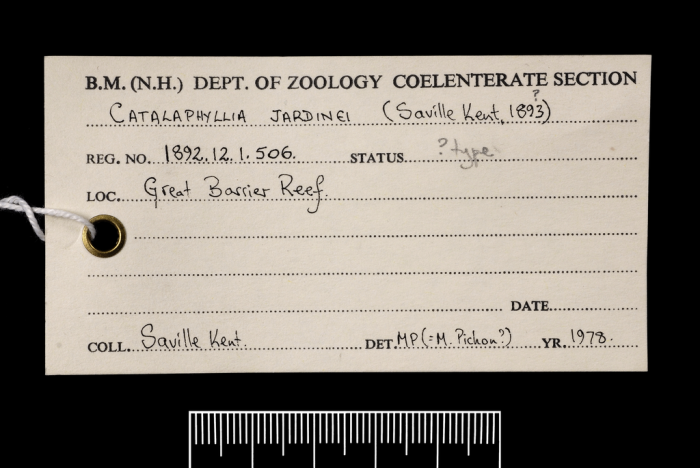 B.M. (N.H.) DEPT. OF ZOOLOGY COELENTERATE SECTION
?
CATALAPHYLLIA JARDINEI (Saville Kent, 1893)
REG. NO. 1892.12.1.506. STATUS ? type
LOC. Great Barrier Reef.
DATE
COLL. Saville Kent. DET. MP (=M. Pichon?) YR. 1978.